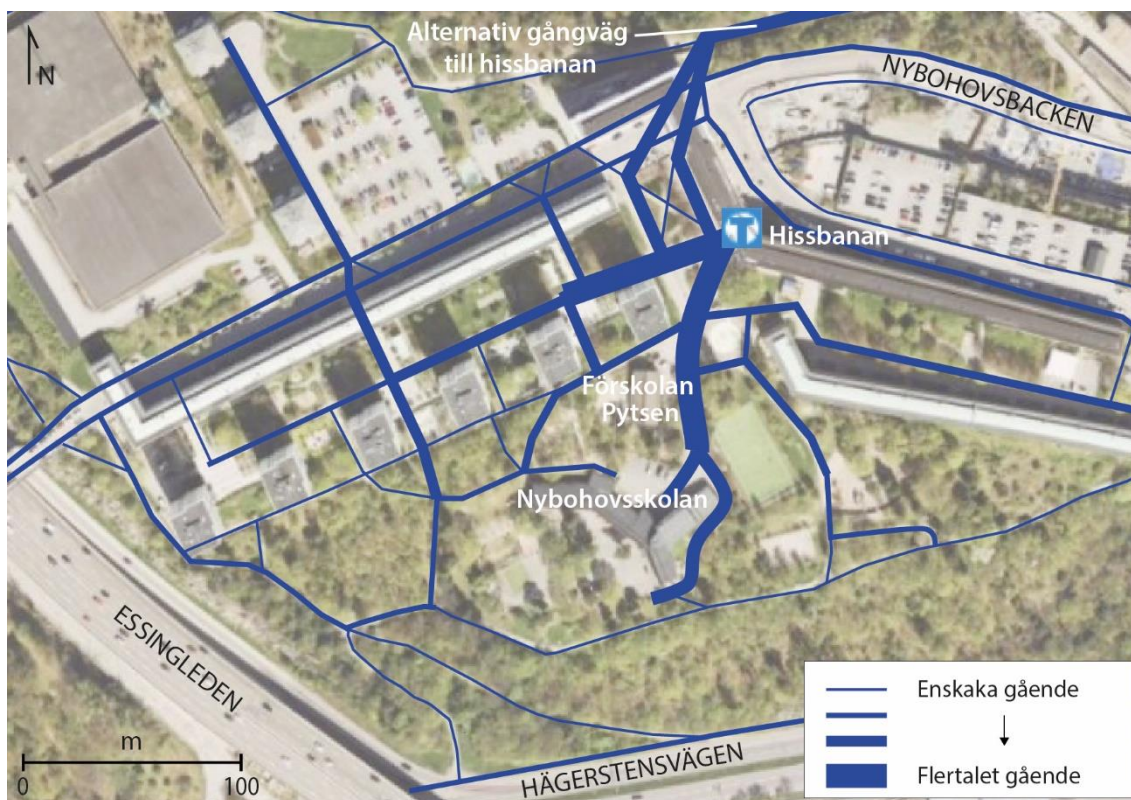 Alternativ gångväg
till hissbanan
N
NYBOHOVSBACKEN
T
Hissbanan
Förskolan
Pytsen
Nybohovsskolan
ESSINGLEDEN
HÄGERSTENSVÄGEN
m
0 100
Enskaka gående
Flertalet gående